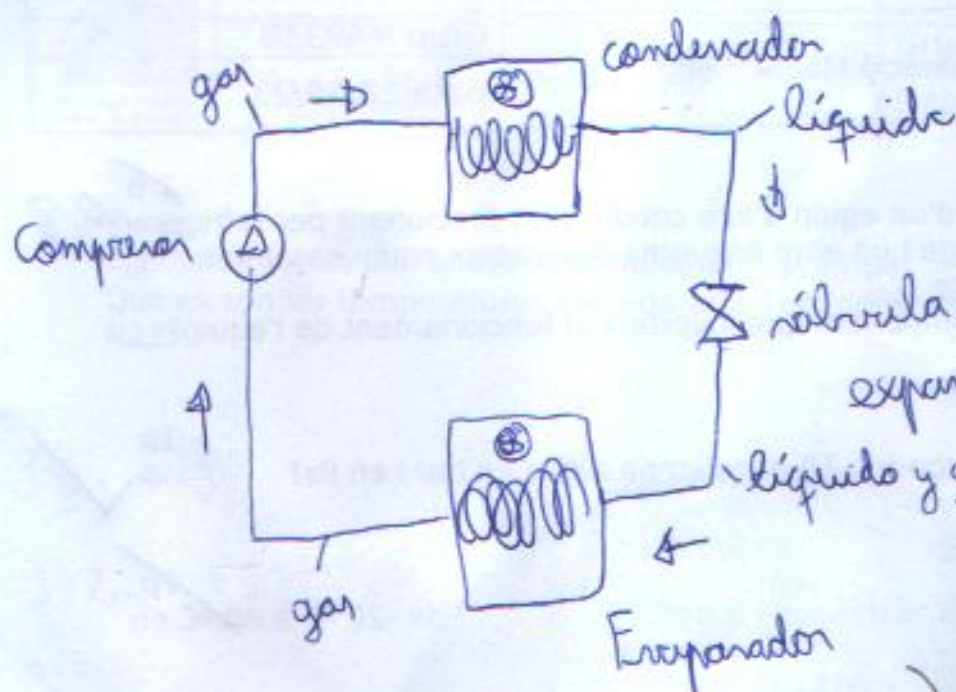 gas
condensador
líquido
Compresor
válvula
expan
líquido y g
gas
Evaporador